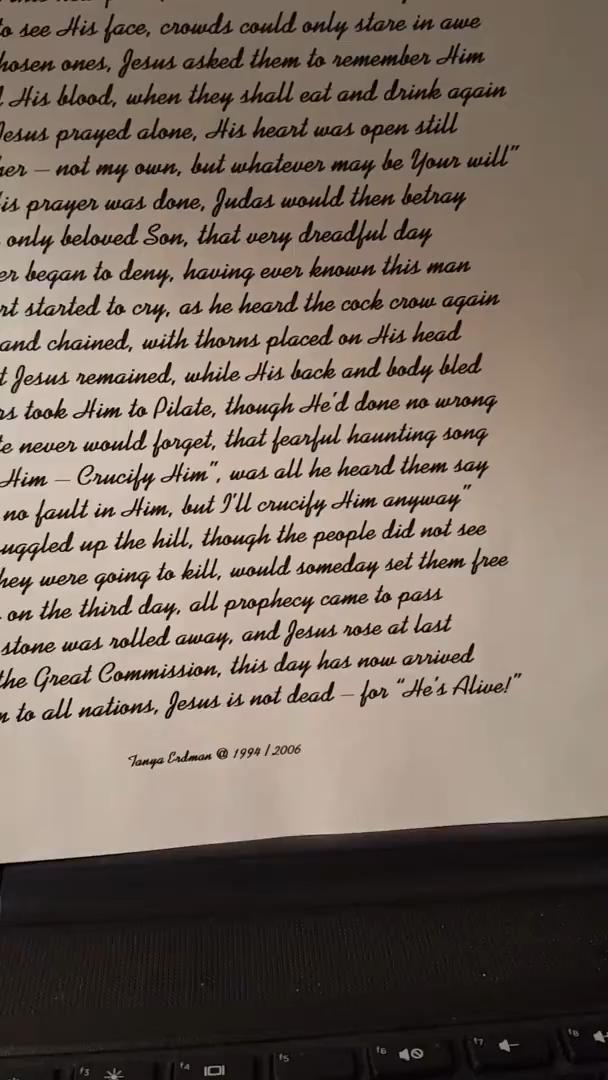 to see His face, crowds could only stare in awe
hosen ones, Jesus asked them to remember Him
His blood, when they shall eat and drink again
Jesus prayed alone, His heart was open still
her – not my own, but whatever may be Your will"
is prayer was done, Judas would then betray
only beloved Son, that very dreadful day
er began to deny, having ever known this man
rt started to cry, as he heard the cock crow again
and chained, with thorns placed on His head
t Jesus remained, while His back and body bled
rs took Him to Pilate, though He'd done no wrong
te never would forget, that fearful haunting song
Him – Crucify Him", was all he heard them say
no fault in Him, but I'll crucify Him anyway"
uggled up the hill, though the people did not see
hey were going to kill, would someday set them free
on the third day, all prophecy came to pass
stone was rolled away, and Jesus rose at last
the Great Commission, this day has now arrived
n to all nations, Jesus is not dead – for "He's Alive!"
Tanya Erdman @ 1994 / 2006
f3 f4 f5 f6 f7 f8